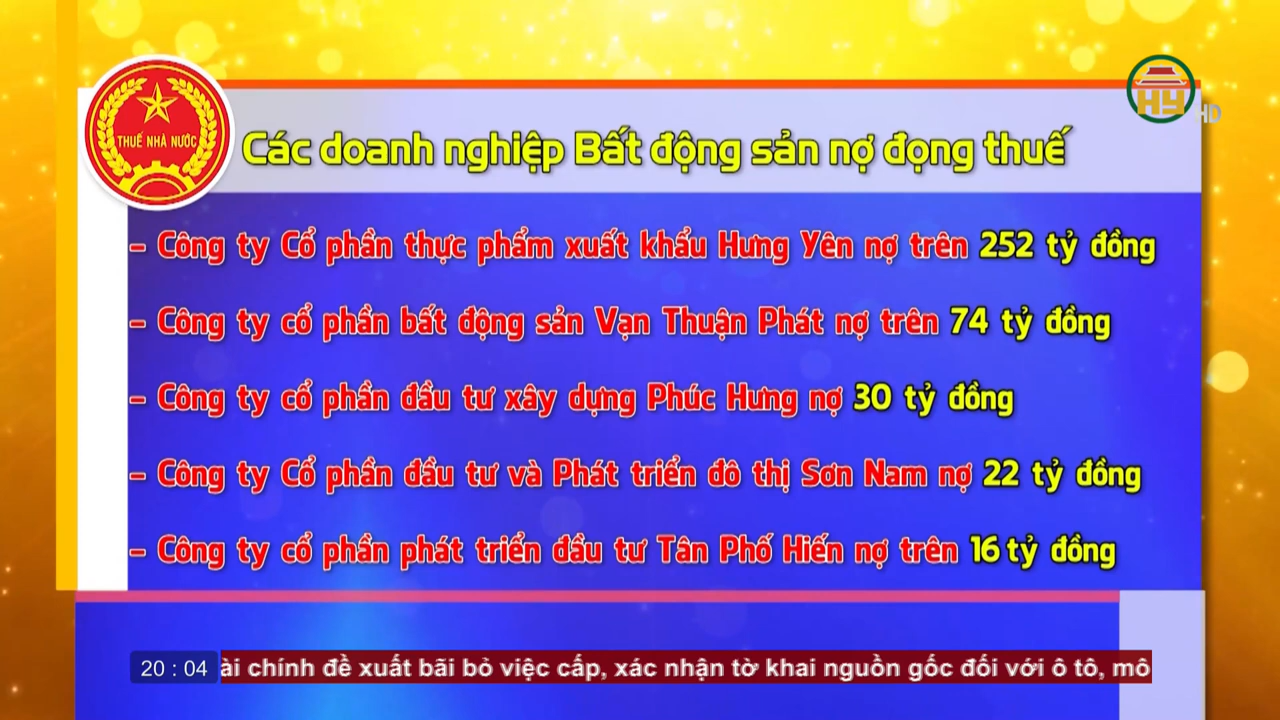 THUẾ NHÀ NƯỚC
HY HD
Các doanh nghiệp Bất động sản nợ đọng thuế
- Công ty Cổ phần thực phẩm xuất khẩu Hưng Yên nợ trên 252 tỷ đồng
- Công ty cổ phần bất động sản Vạn Thuận Phát nợ trên 74 tỷ đồng
- Công ty cổ phần đầu tư xây dựng Phúc Hưng nợ 30 tỷ đồng
- Công ty Cổ phần đầu tư và Phát triển đô thị Sơn Nam nợ 22 tỷ đồng
- Công ty cổ phần phát triển đầu tư Tân Phố Hiến nợ trên 16 tỷ đồng
20 : 04 ài chính đề xuất bãi bỏ việc cấp, xác nhận tờ khai nguồn gốc đối với ô tô, mô